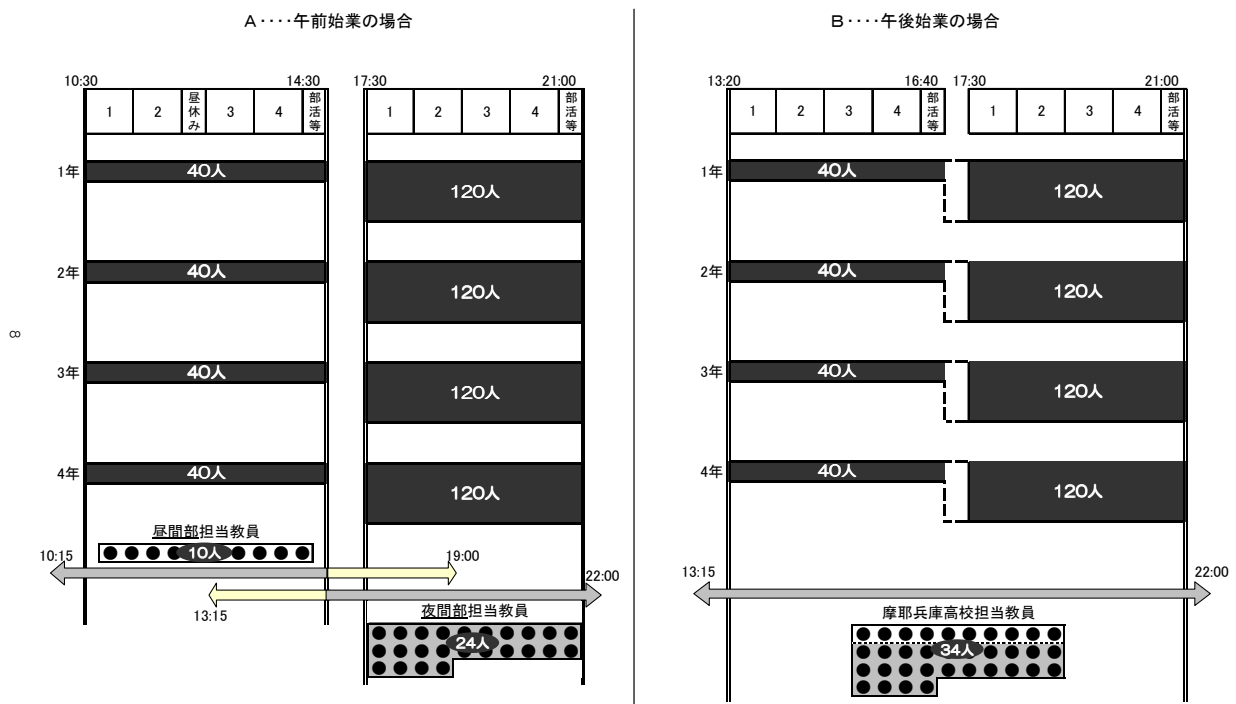 A‥‥午前始業の場合
10:30 14:30 17:30 21:00
1 2 昼休み 3 4 部活等 1 2 3 4 部活等
1年 40人 120人
2年 40人 120人
3年 40人 120人
4年 40人 120人
昼間部担当教員
10人
10:15 19:00
22:00
13:15
夜間部担当教員
24人
B‥‥午後始業の場合
13:20 16:40 17:30 21:00
1 2 3 4 部活等 1 2 3 4 部活等
1年 40人 120人
2年 40人 120人
3年 40人 120人
4年 40人 120人
13:15 22:00
摩耶兵庫高校担当教員
34人
8